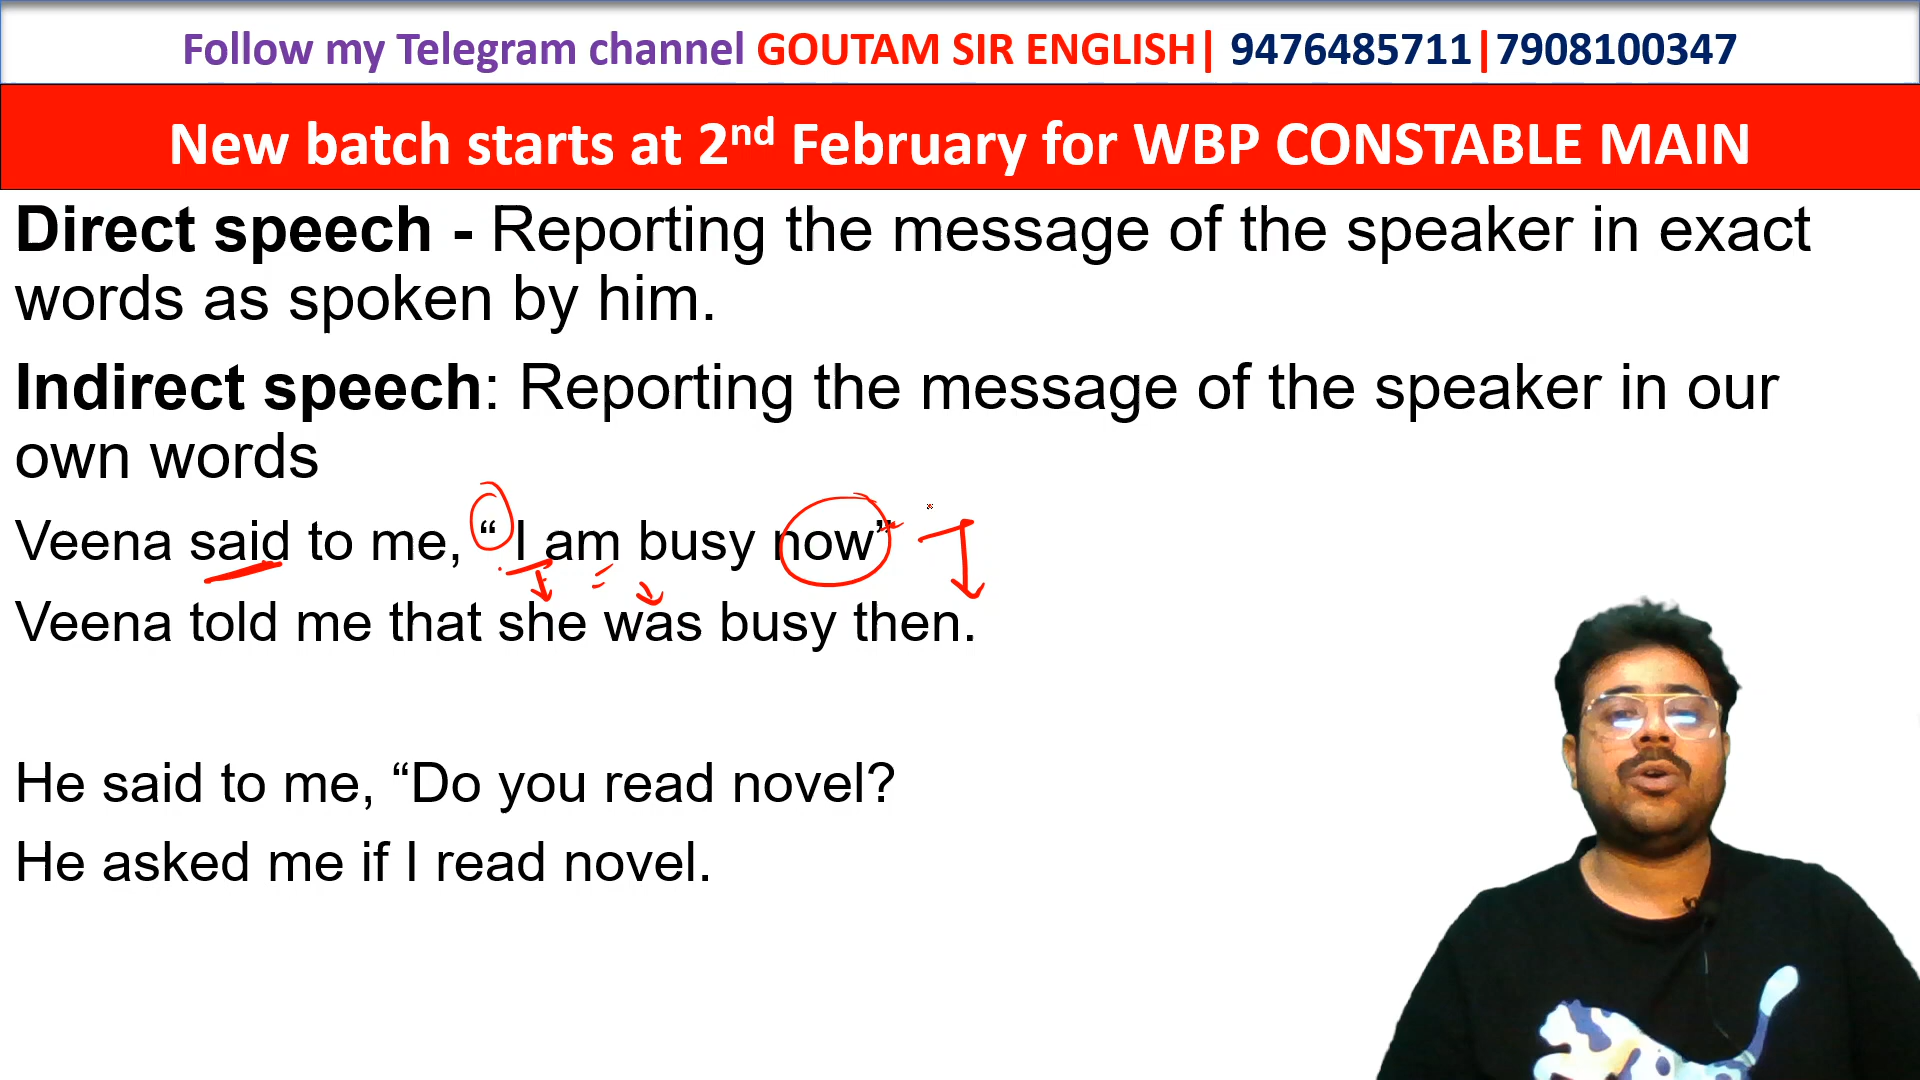 Follow my Telegram channel GOUTAM SIR ENGLISH| 9476485711|7908100347
New batch starts at 2nd February for WBP CONSTABLE MAIN
Direct speech - Reporting the message of the speaker in exact
words as spoken by him.
Indirect speech: Reporting the message of the speaker in our
own words
Veena said to me, “ I am busy now”
Veena told me that she was busy then.
He said to me, “Do you read novel?
He asked me if I read novel.